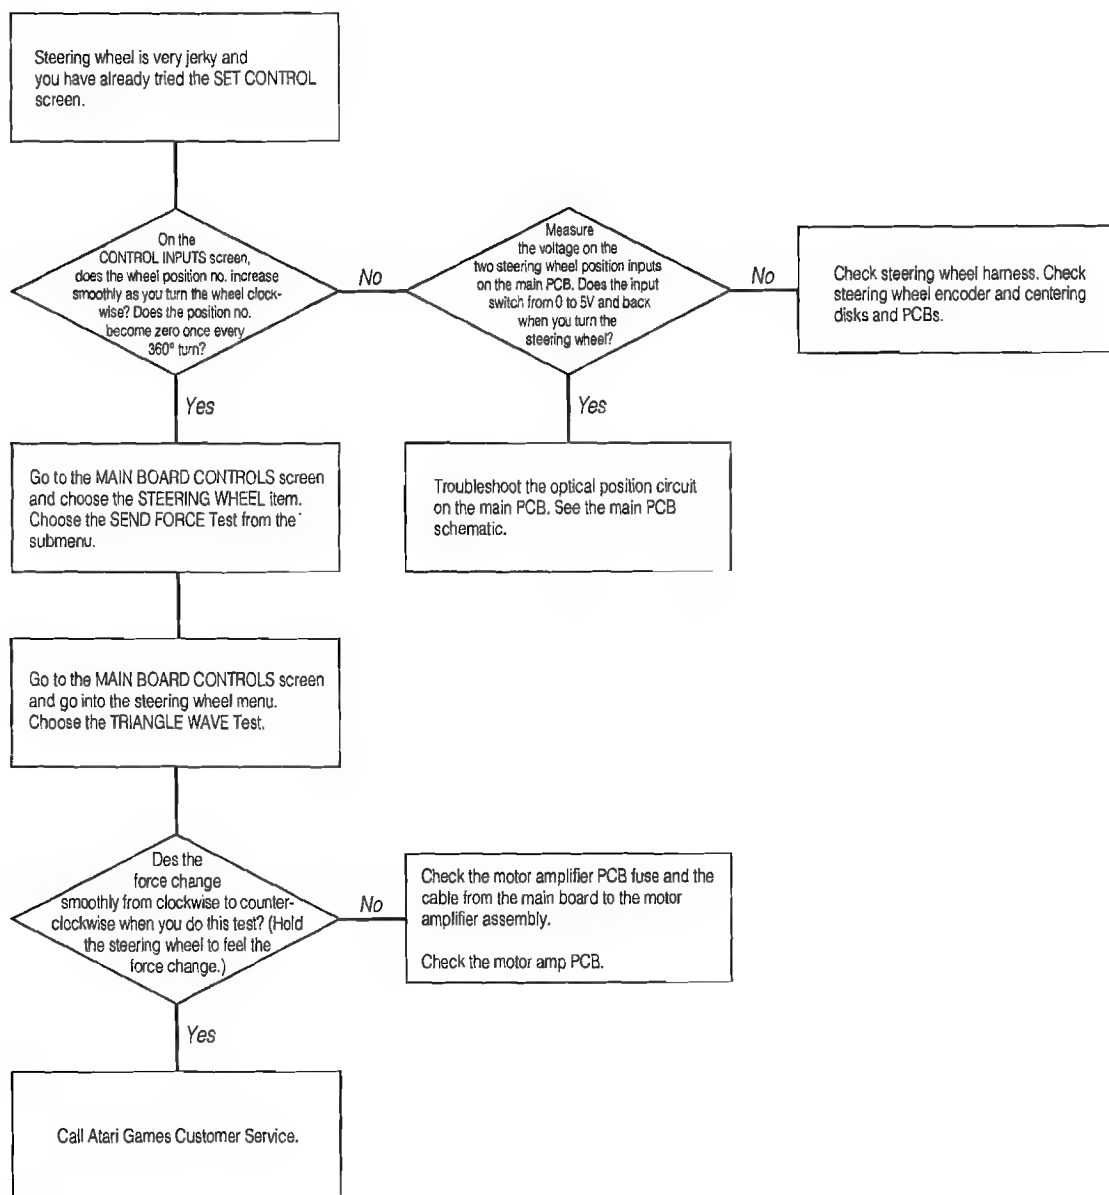 Steering wheel is very jerky and
you have already tried the SET CONTROL
screen.
On the
CONTROL INPUTS screen,
does the wheel position no. increase
smoothly as you turn the wheel clock-
wise? Does the position no.
become zero once every
360° turn?
No
Measure
the voltage on the
two steering wheel position inputs
on the main PCB. Does the input
switch from 0 to 5V and back
when you turn the
steering wheel?
No
Check steering wheel harness. Check
steering wheel encoder and centering
disks and PCBs.
Yes
Yes
Go to the MAIN BOARD CONTROLS screen
and choose the STEERING WHEEL item.
Choose the SEND FORCE Test from the
submenu.
Troubleshoot the optical position circuit
on the main PCB. See the main PCB
schematic.
Go to the MAIN BOARD CONTROLS screen
and go into the steering wheel menu.
Choose the TRIANGLE WAVE Test.
Des the
force change
smoothly from clockwise to counter-
clockwise when you do this test? (Hold
the steering wheel to feel the
force change.)
No
Check the motor amplifier PCB fuse and the
cable from the main board to the motor
amplifier assembly.
Check the motor amp PCB.
Yes
Call Atari Games Customer Service.